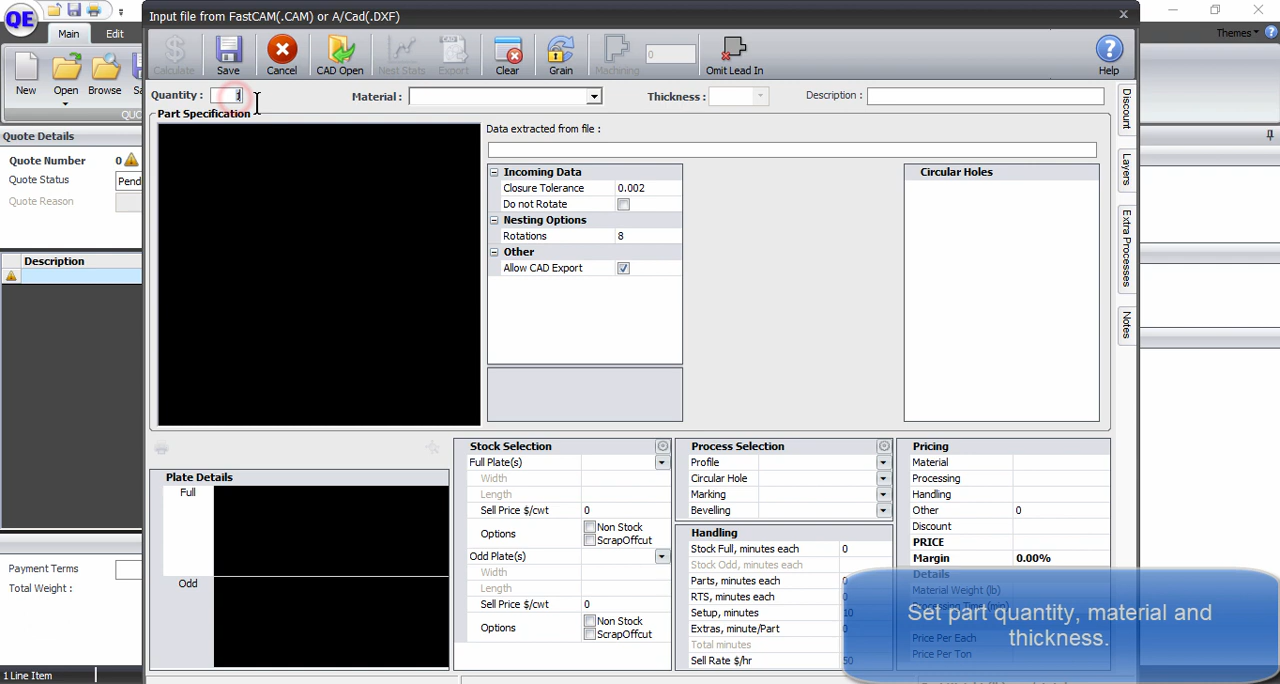 QE
Input file from FastCAM(.CAM) or A/Cad(.DXF)
Main
Edit
Themes
?
Calculate
Save
Cancel
CAD Open
Nest Stats
CAD
Export
Clear
Grain
Machining
0
Omit Lead In
Help
New
Open
Browse
Quantity :
Material :
Thickness :
Description :
Discount
Quote Details
Part Specification
Data extracted from file :
Layers
Extra Processes
Notes
Quote Number 0
Quote Status Pend
Quote Reason
Incoming Data
Closure Tolerance 0.002
Do not Rotate
Nesting Options
Rotations 8
Other
Allow CAD Export
Circular Holes
Description
Stock Selection
Full Plate(s)
Width
Length
Sell Price $/cwt 0
Options Non Stock
ScrapOffcut
Odd Plate(s)
Width
Length
Sell Price $/cwt 0
Options Non Stock
ScrapOffcut
Process Selection
Profile
Circular Hole
Marking
Bevelling
Handling
Stock Full, minutes each 0
Stock Odd, minutes each
Parts, minutes each 0
RTS, minutes each 0
Setup, minutes 10
Extras, minute/Part 0
Total minutes
Sell Rate $/hr 50
Pricing
Material
Processing
Handling
Other 0
Discount
PRICE
Margin 0.00%
Details
Material Weight (lb)
Processing Time (min)
Price Per Each
Price Per Ton
Plate Details
Full
Odd
Payment Terms
Total Weight :
1 Line Item
Set part quantity, material and
thickness.